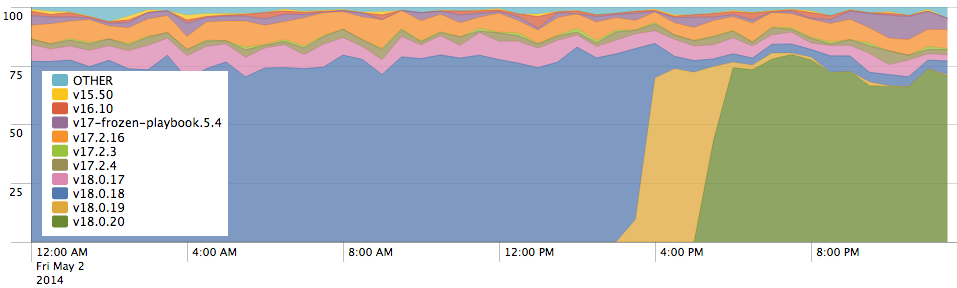 100
75
50
25
OTHER
v15.50
v16.10
v17-frozen-playbook.5.4
v17.2.16
v17.2.3
v17.2.4
v18.0.17
v18.0.18
v18.0.19
v18.0.20
12:00 AM 4:00 AM 8:00 AM 12:00 PM 4:00 PM 8:00 PM
Fri May 2
2014